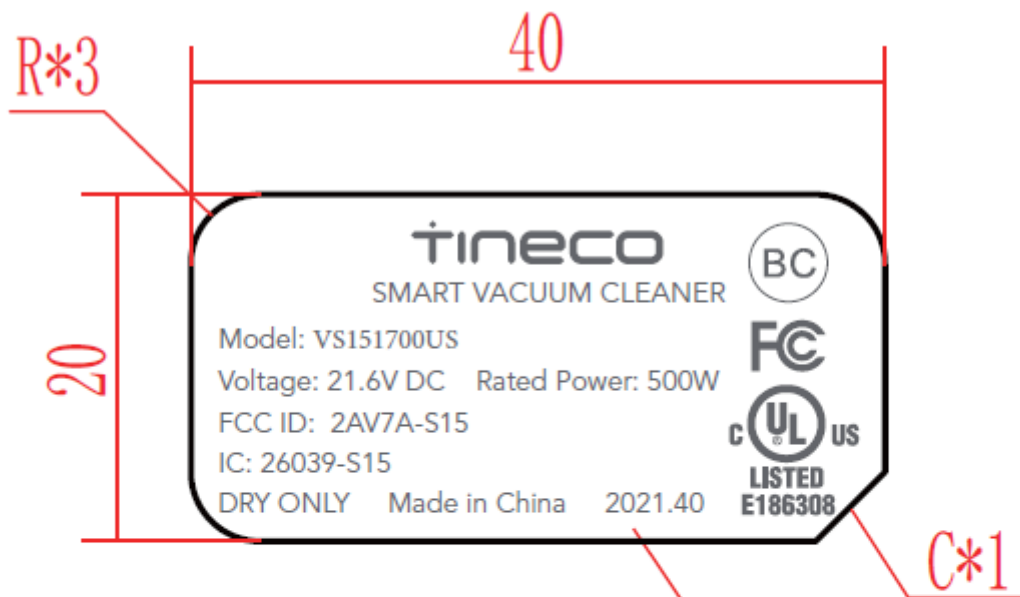 40
R*3
20
TINECO
SMART VACUUM CLEANER
BC
Model: VS151700US
FC
Voltage: 21.6V DC Rated Power: 500W
FCC ID: 2AV7A-S15
C UL ® US
IC: 26039-S15
LISTED
DRY ONLY Made in China 2021.40
E186308
C*1